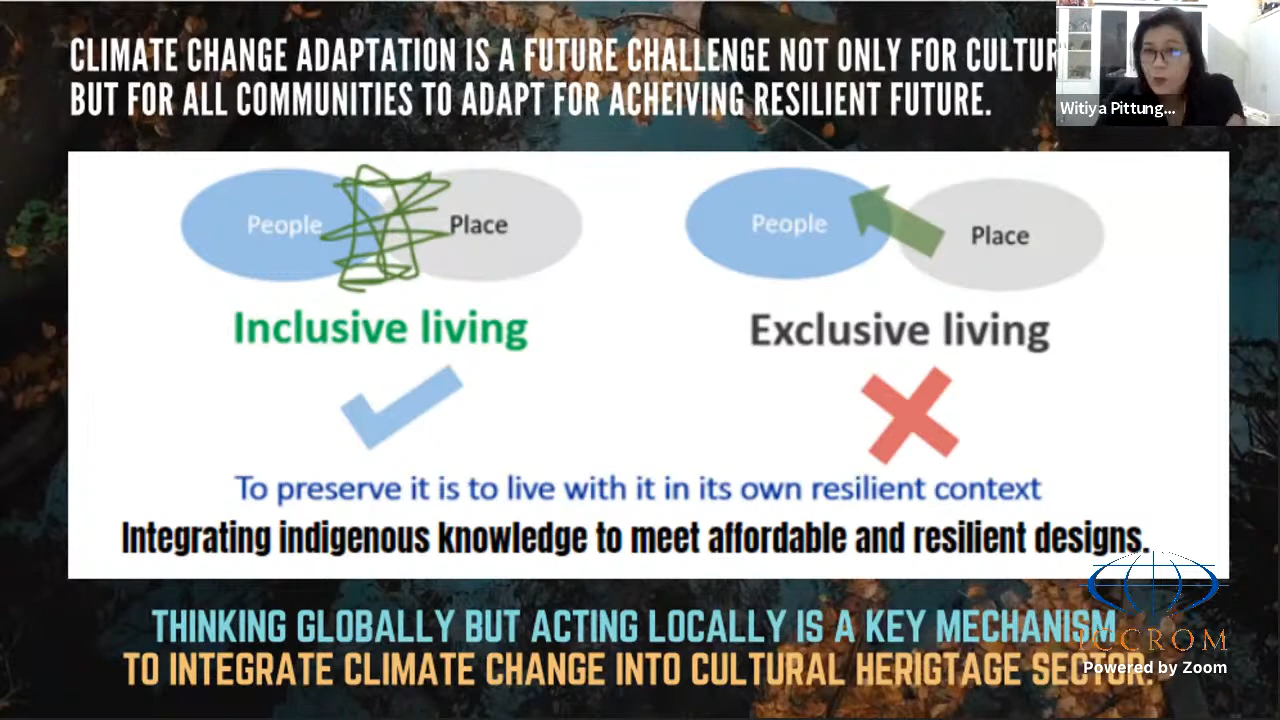 CLIMATE CHANGE ADAPTATION IS A FUTURE CHALLENGE NOT ONLY FOR
BUT FOR ALL COMMUNITIES TO ADAPT FOR ACHEIVING RESILIENT FUTURE.
Witiya Pittung...
People Place
People Place
Inclusive living
Exclusive living
To preserve it is to live with it in its own resilient context
Integrating indigenous knowledge to meet affordable and resilient designs.
THINKING GLOBALLY BUT ACTING LOCALLY IS A KEY MECHANISM
TO INTEGRATE CLIMATE CHANGE INTO CULTURAL HERIGTAGE SECTOR.
ICCROM
Powered by Zoom